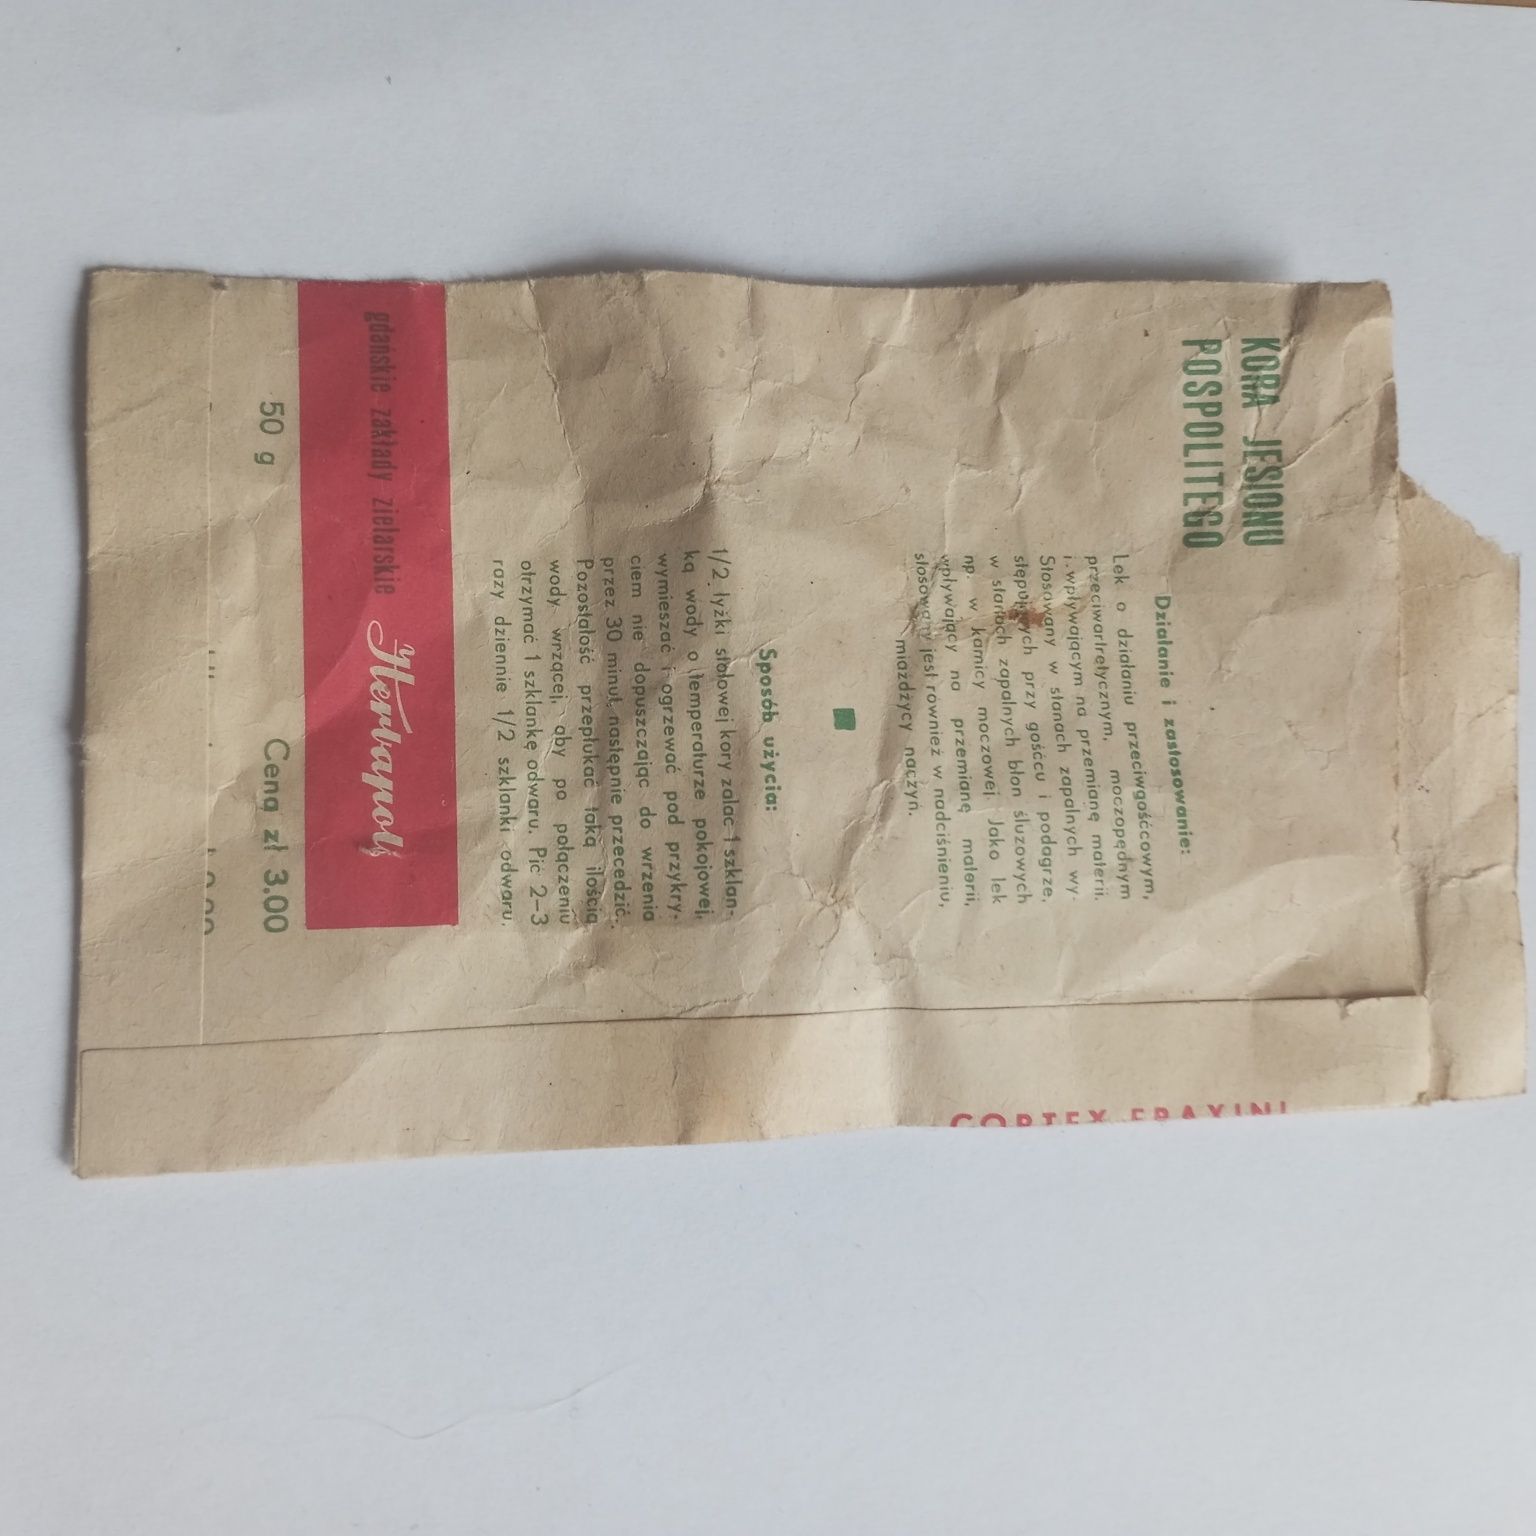 KORA JESIONU
POSPOLITEGO
Działanie i zastosowanie:
Lek o działaniu przeciwgośćcowym,
przeciwartretycznym, moczopędnym
i wpływającym na przemianę materii.
Stosowany w stanach zapalnych wy-
stępujących przy gośćcu i podagrze,
w stanach zapalnych błon śluzowych
np. w kamicy moczowej. Jako lek
wpływający na przemianę materii,
stosowany jest również w nadciśnieniu,
miażdżycy naczyń.
Sposób użycia:
1/2 łyżki stołowej kory zalać 1 szklan-
ką wody o temperaturze pokojowej,
wymieszać i ogrzewać pod przykry-
ciem nie dopuszczając do wrzenia
przez 30 minut, następnie przecedzić.
Pozostałość przepłukać taką ilością
wody wrzącej, aby po połączeniu
otrzymać 1 szklankę odwaru. Pić 2–3
razy dziennie 1/2 szklanki odwaru.
gdańskie zakłady zielarskie Herbapol
50 g Cena zł 3.00
CORTEX FRAXINI